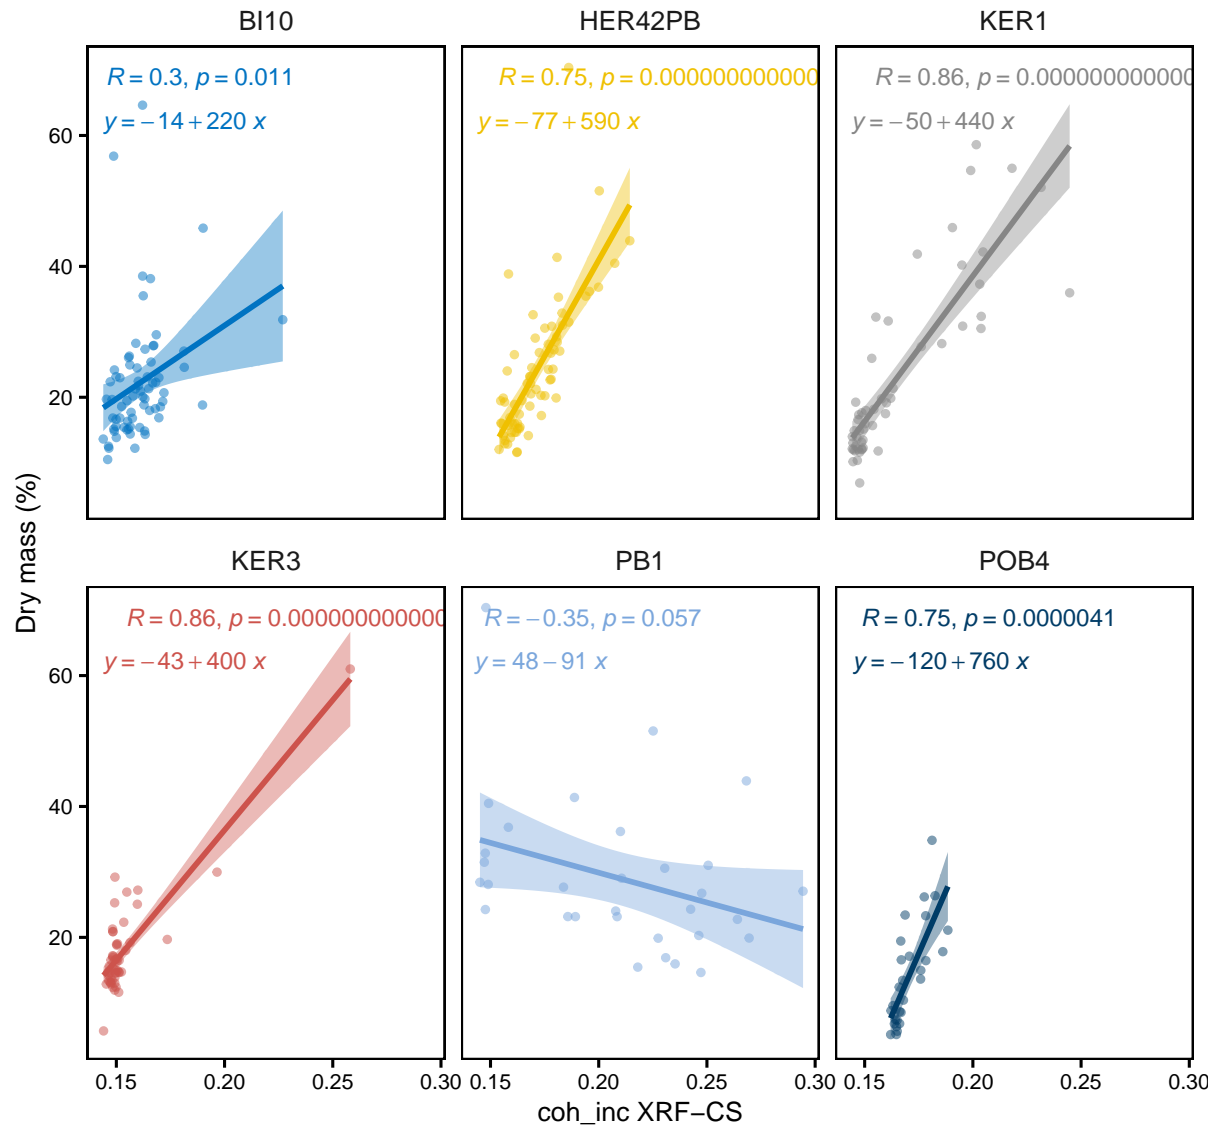 BI10 HER42PB KER1
R = 0.3, p = 0.011 R = 0.75, p = 0.000000000000 R = 0.86, p = 0.000000000000
y = −14 + 220 x y = −77 + 590 x y = −50 + 440 x
60
40
20
Dry mass (%)
KER3 PB1 POB4
R = 0.86, p = 0.000000000000 R = −0.35, p = 0.057 R = 0.75, p = 0.0000041
y = −43 + 400 x y = 48 − 91 x y = −120 + 760 x
60
40
20
0.15 0.20 0.25 0.30 0.15 0.20 0.25 0.30 0.15 0.20 0.25 0.30
coh_inc XRF−CS